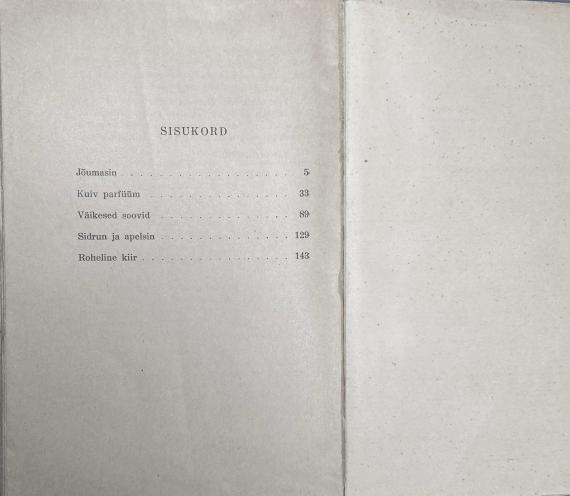 SISUKORD
Jõumasin . . . . . . . . . . . . . . . . . 5
Kuiv parfüüm . . . . . . . . . . . . . . 33
Väikesed soovid . . . . . . . . . . . . . 89
Sidrun ja apelsin . . . . . . . . . . . . . 129
Roheline kiir . . . . . . . . . . . . . . . 143